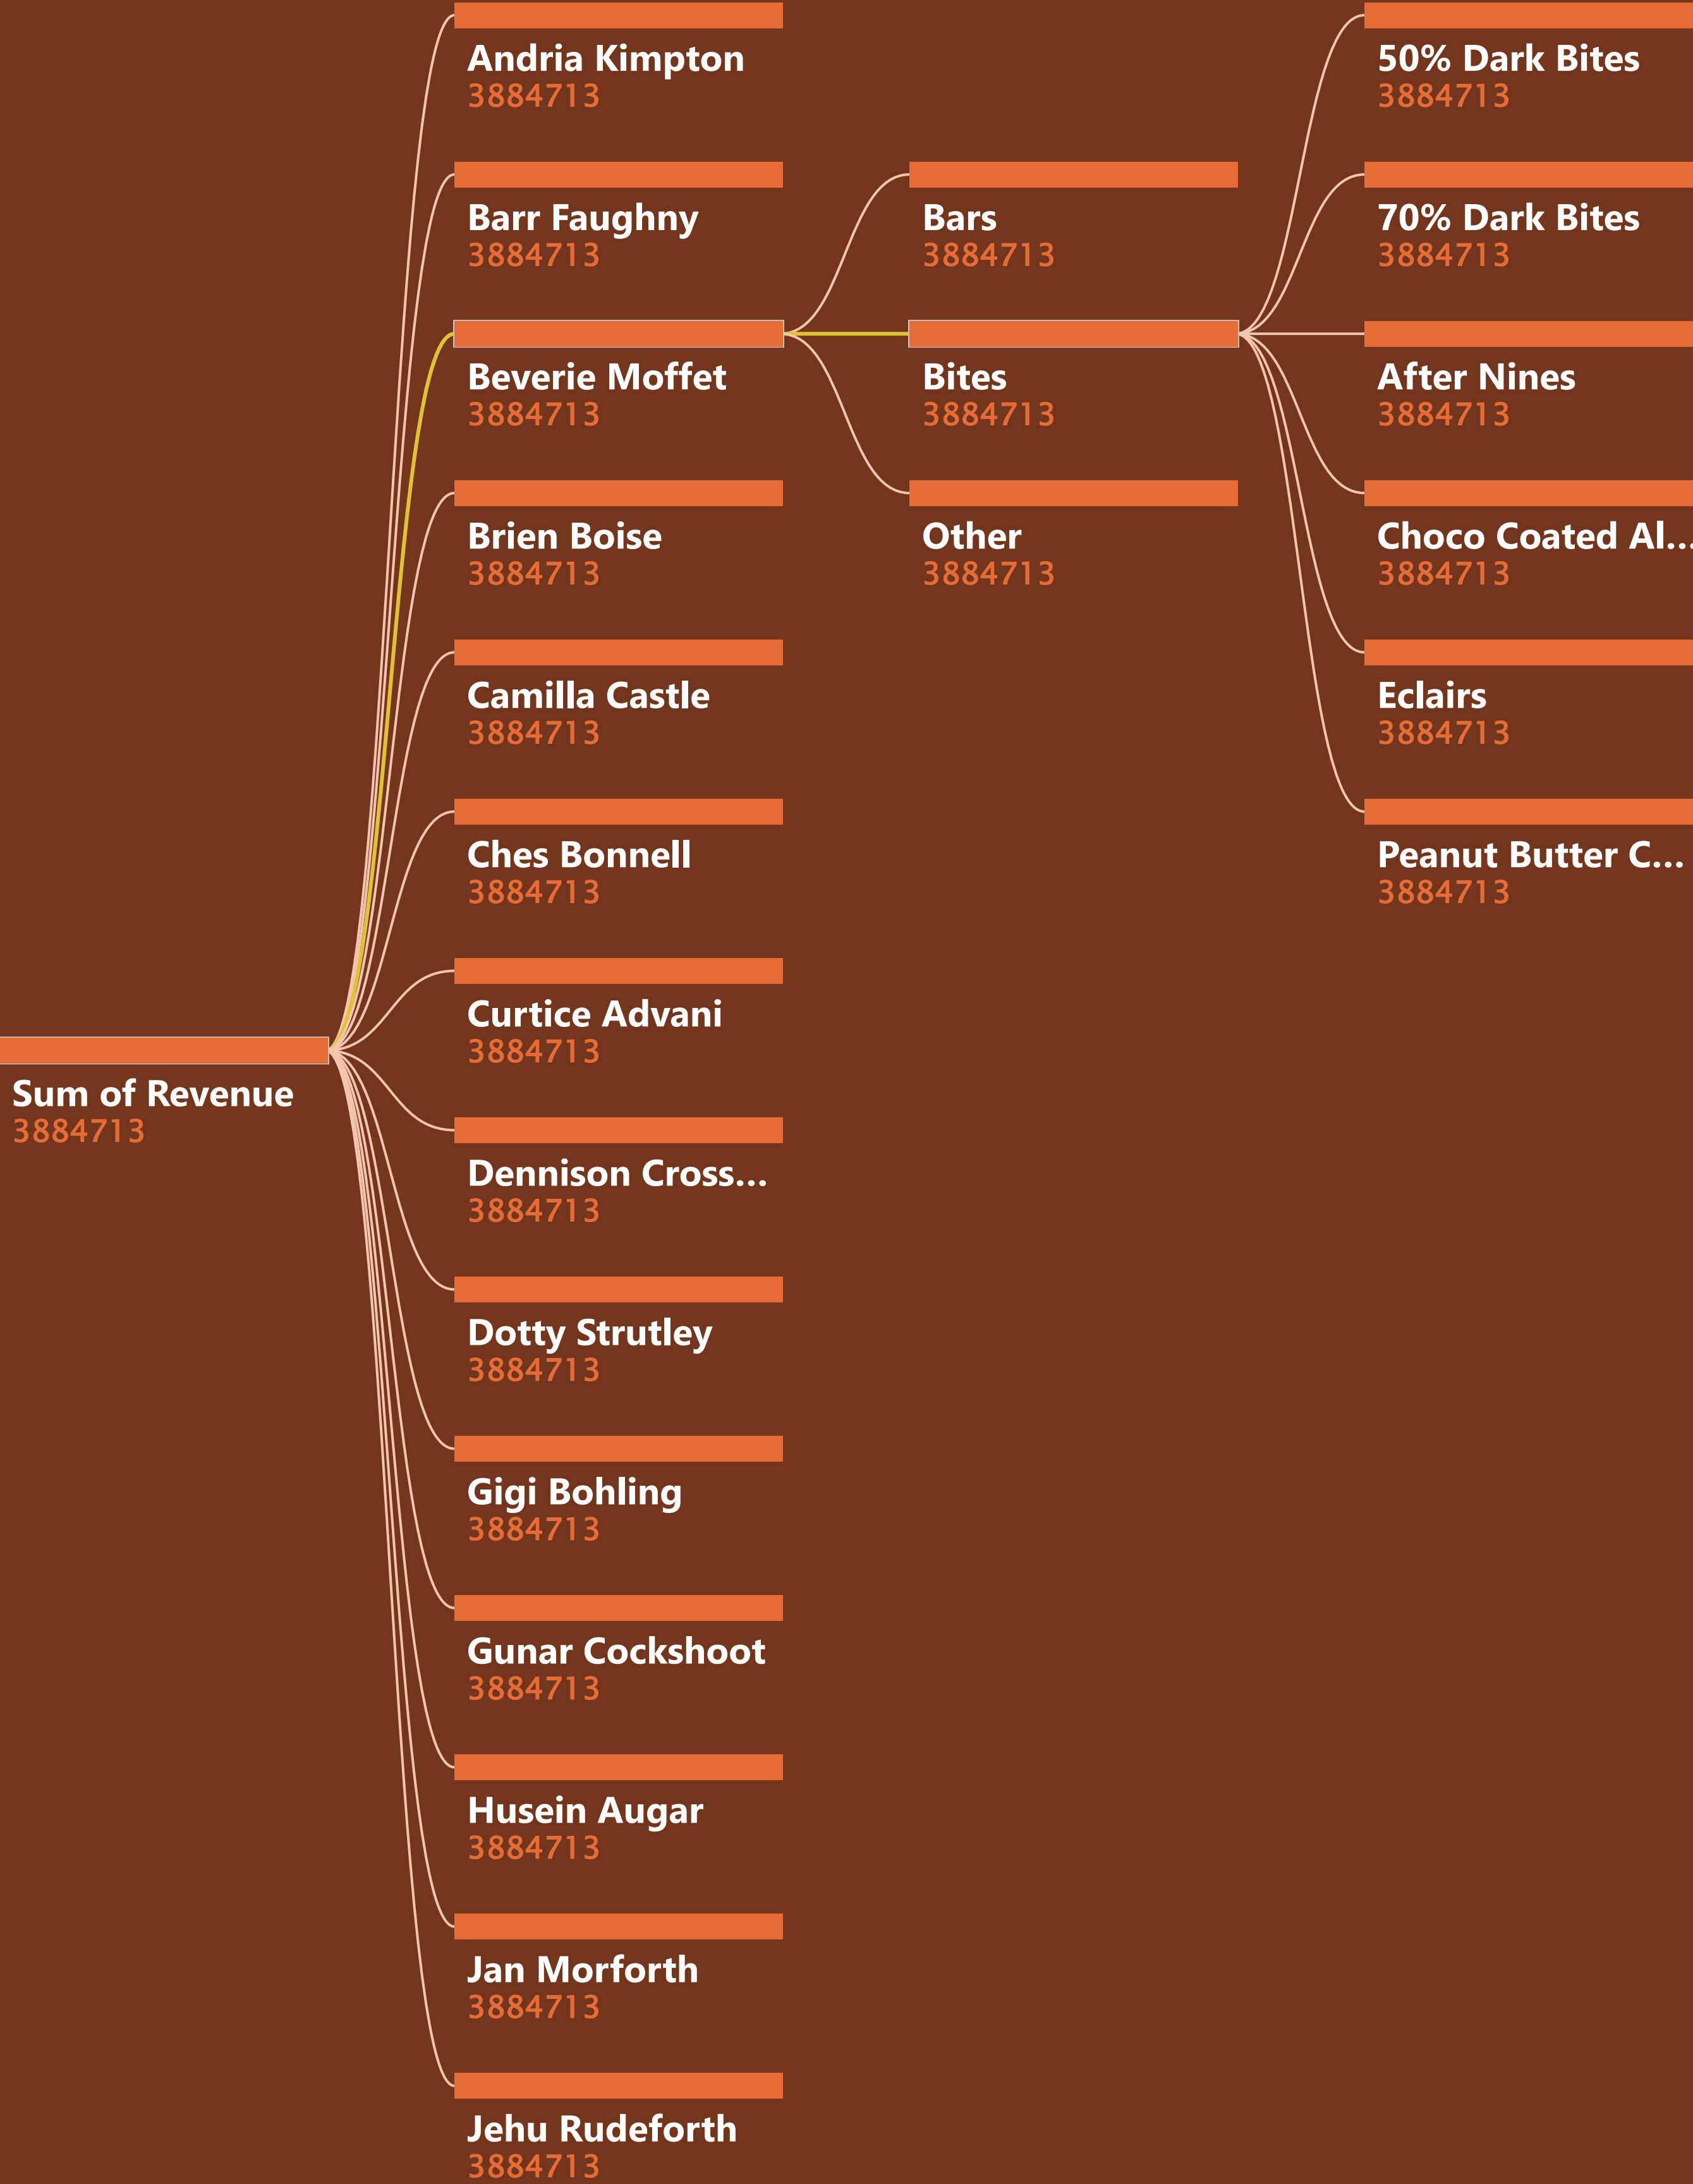 Sum of Revenue
3884713
Andria Kimpton
3884713
Barr Faughny
3884713
Beverie Moffet
3884713
Brien Boise
3884713
Camilla Castle
3884713
Ches Bonnell
3884713
Curtice Advani
3884713
Dennison Cross...
3884713
Dotty Strutley
3884713
Gigi Bohling
3884713
Gunar Cockshoot
3884713
Husein Augar
3884713
Jan Morforth
3884713
Jehu Rudeforth
3884713
Bars
3884713
Bites
3884713
Other
3884713
50% Dark Bites
3884713
70% Dark Bites
3884713
After Nines
3884713
Choco Coated Al...
3884713
Eclairs
3884713
Peanut Butter C...
3884713